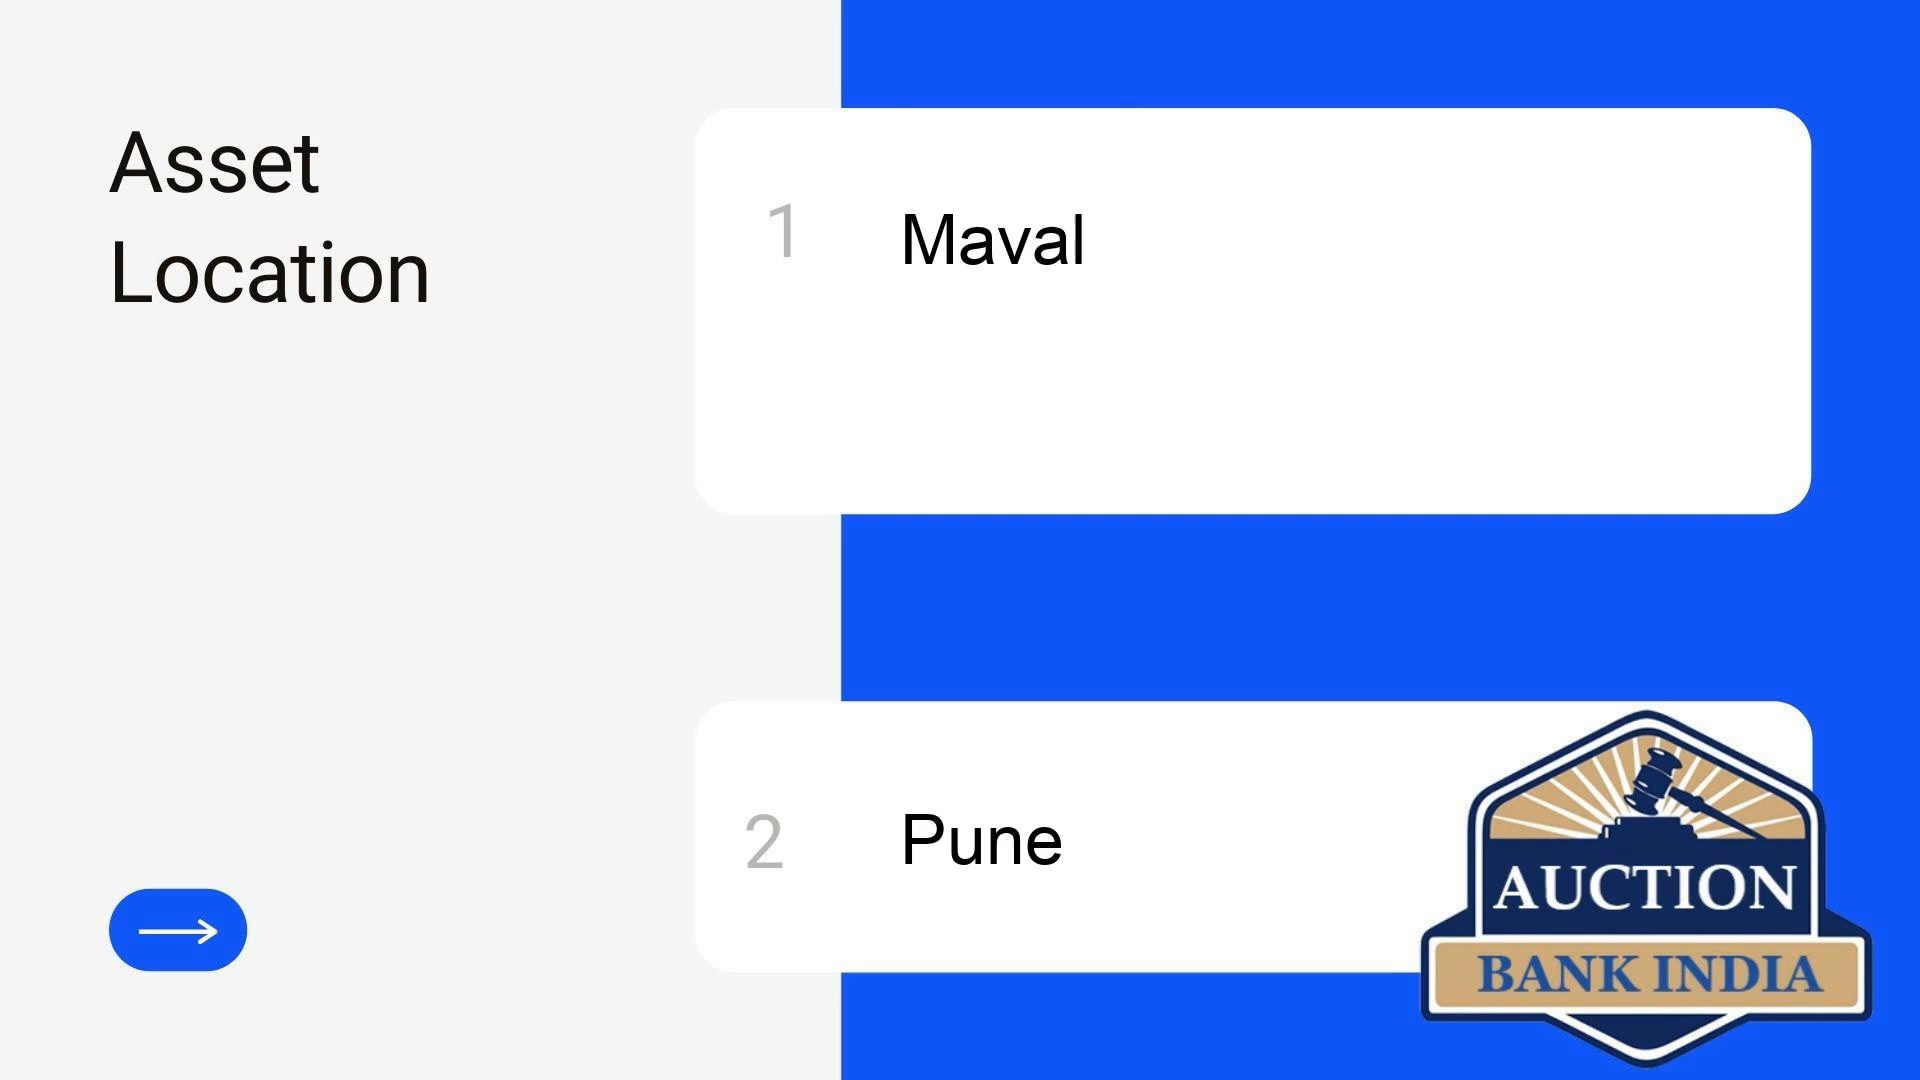 Asset
Location
1
Maval
2
Pune
AUCTION
BANK INDIA